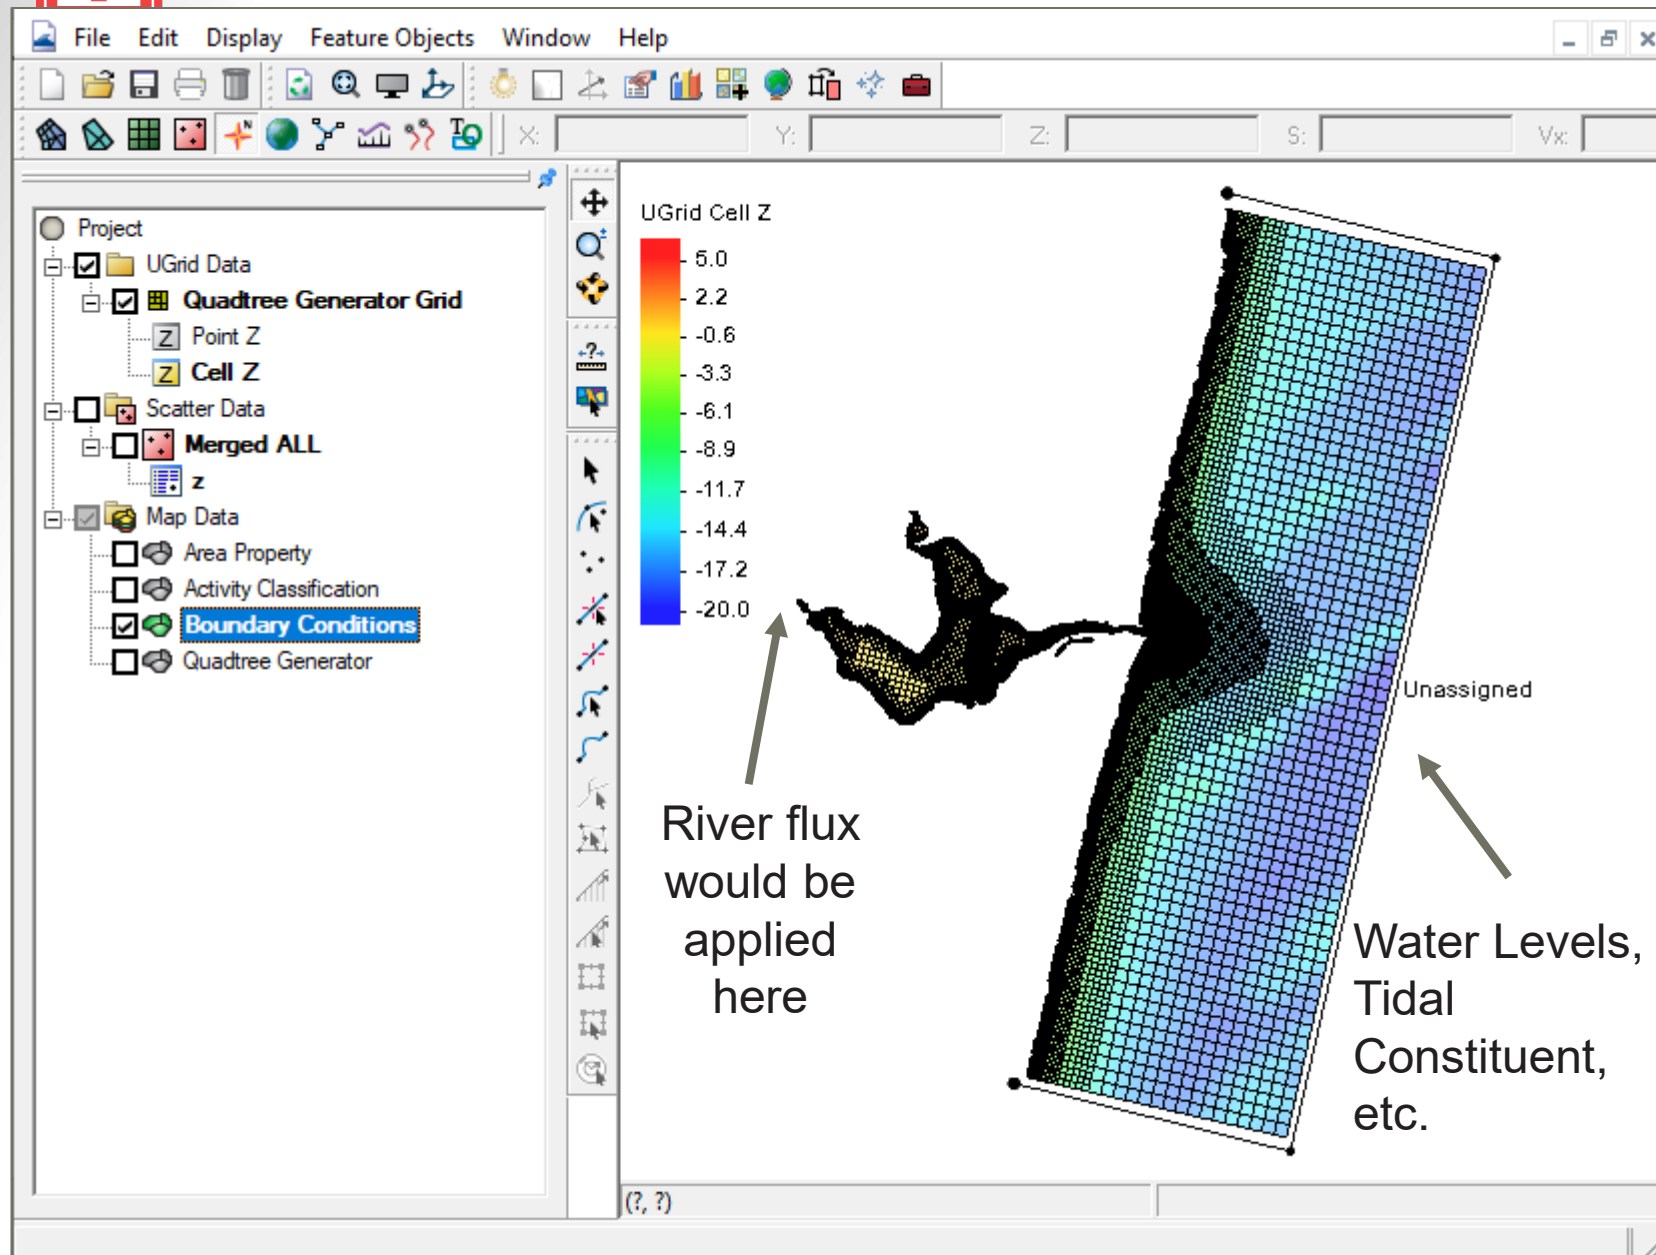 File Edit Display Feature Objects Window Help
X: Y: Z: S: Vx:
Project
UGrid Data
Quadtree Generator Grid
Point Z
Cell Z
Scatter Data
Merged ALL
z
Map Data
Area Property
Activity Classification
Boundary Conditions
Quadtree Generator
UGrid Cell Z
5.0
2.2
-0.6
-3.3
-6.1
-8.9
-11.7
-14.4
-17.2
-20.0
Unassigned
River flux
would be
applied
here
Water Levels,
Tidal
Constituent,
etc.
(?, ?)